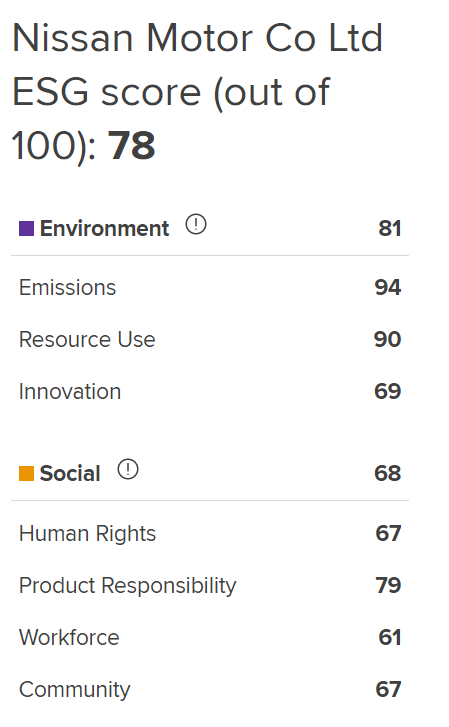 Nissan Motor Co Ltd
ESG score (out of
100): 78
Environment 81
Emissions 94
Resource Use 90
Innovation 69
Social 68
Human Rights 67
Product Responsibility 79
Workforce 61
Community 67